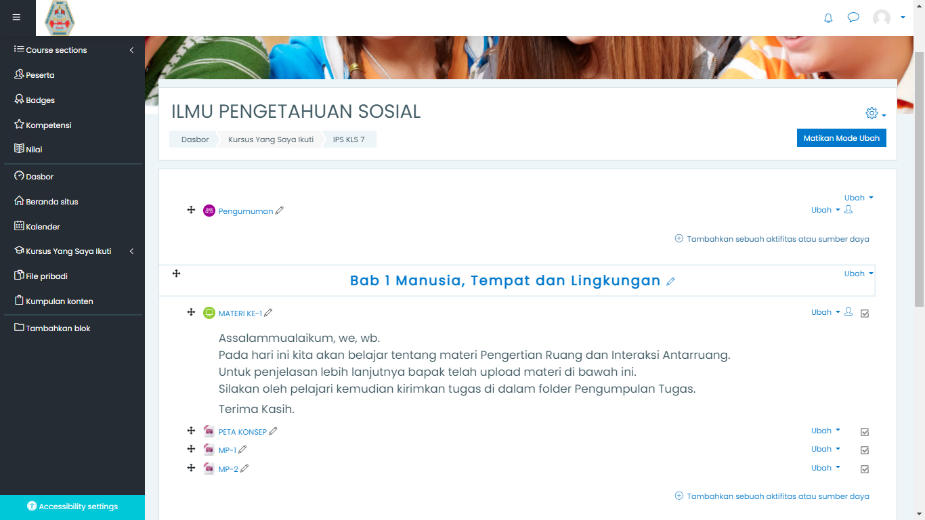 Course sections
Peserta
Badges
Kompetensi
Nilai
Dasbor
Beranda situs
Kalender
Kursus Yang Saya Ikuti
File pribadi
Kumpulan konten
Tambahkan blok
Accessibility settings
ILMU PENGETAHUAN SOSIAL
Dasbor Kursus Yang Saya Ikuti IPS KLS 7
Matikan Mode Ubah
Ubah
Pengumuman Ubah
Tambahkan sebuah aktifitas atau sumber daya
Bab 1 Manusia, Tempat dan Lingkungan Ubah
MATERI KE-1 Ubah
Assalammualaikum, we, wb.
Pada hari ini kita akan belajar tentang materi Pengertian Ruang dan Interaksi Antarruang.
Untuk penjelasan lebih lanjutnya bapak telah upload materi di bawah ini.
Silakan oleh pelajari kemudian kirimkan tugas di dalam folder Pengumpulan Tugas.
Terima Kasih.
PETA KONSEP Ubah
MP-1 Ubah
MP-2 Ubah
Tambahkan sebuah aktifitas atau sumber daya